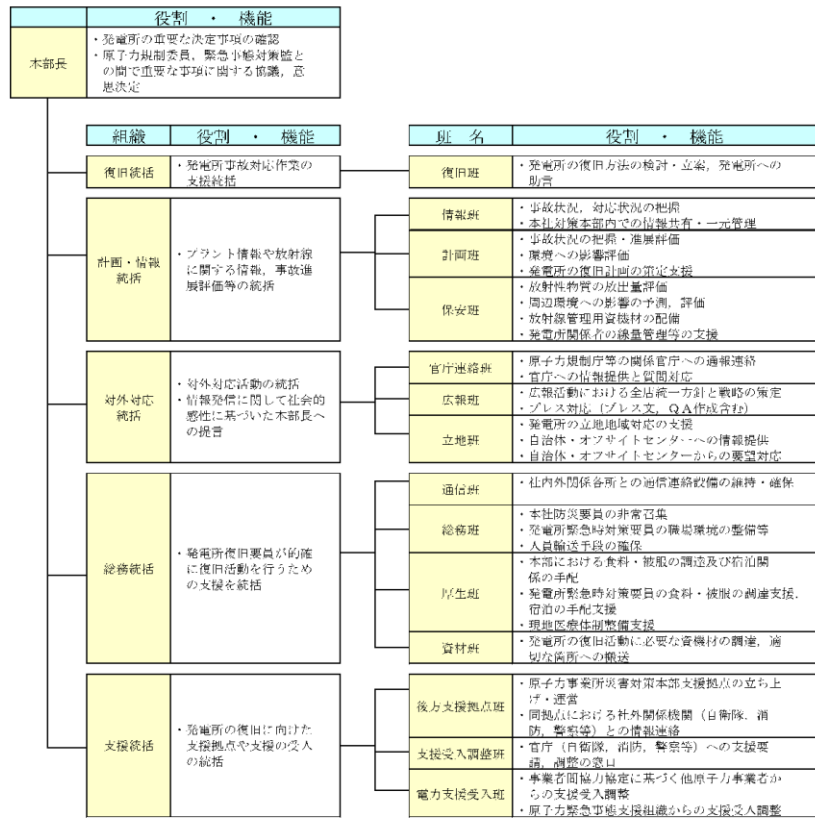 役割 ・ 機能
本部長
・発電所の重要な決定事項の確認
・原子力規制委員，緊急事態対策監と
の間で重要な事項に関する協議，意
思決定
組織
役割 ・ 機能
班 名
役割 ・ 機能
復旧統括
・発電所事故対応作業の
支援統括
復旧班
・発電所の復旧方法の検討・立案，発電所への
助言
計画・情報
統括
・プラント情報や放射線
に関する情報，事故進
展評価等の統括
情報班
・事故状況，対応状況の把握
・本社対策本部内での情報共有・一元管理
計画班
・事故状況の把握・進展評価
・環境への影響評価
・発電所の復旧計画の策定支援
保安班
・放射性物質の放出量評価
・周辺環境への影響の予測，評価
・放射線管理用資機材の配備
・発電所関係者の線量管理等の支援
対外対応
統括
・対外対応活動の統括
・情報発信に関して社会的
感性に基づいた本部長へ
の提言
官庁連絡班
・原子力規制庁等の関係官庁への通報連絡
・官庁への情報提供と質問対応
広報班
・広報活動における全店統一方針と戦略の策定
・プレス対応（プレス文，ＱＡ作成含む）
立地班
・発電所の立地地域対応の支援
・自治体・オフサイトセンターへの情報提供
・自治体・オフサイトセンターからの要望対応
総務統括
・発電所復旧要員が的確
に復旧活動を行うため
の支援を統括
通信班
・社内外関係各所との通信連絡設備の維持・確保
総務班
・本社防災要員の非常召集
・発電所緊急時対策要員の職場環境の整備等
・人員輸送手段の確保
厚生班
・本部における食料・被服の調達及び宿泊関
係の手配
・発電所緊急時対策要員の食料・被服の調達支援，
宿泊の手配支援
・現地医療体制整備支援
資材班
・発電所の復旧活動に必要な資機材の調達，適
切な箇所への搬送
支援統括
・発電所の復旧に向けた
支援拠点や支援の受入
の統括
後方支援拠点班
・原子力事業所災害対策本部支援拠点の立ち上
げ・運営
・同拠点における社外関係機関（自衛隊，消
防，警察等）との情報連絡
支援受入調整班
・官庁（自衛隊，消防，警察等）への支援要
請，調整の窓口
電力支援受入班
・事業者間協力協定に基づく他原子力事業者か
らの支援受入調整
・原子力緊急事態支援組織からの支援受入調整